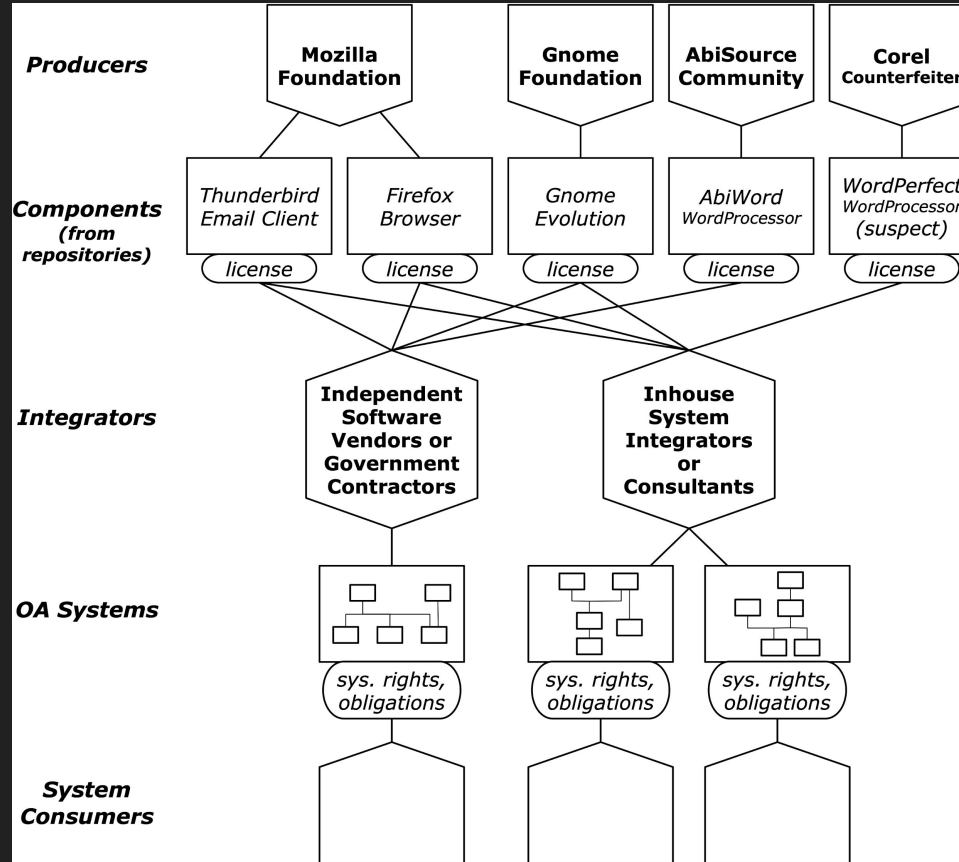 Producers
Mozilla
Foundation
Gnome
Foundation
AbiSource
Community
Corel
Counterfeiter
Components
(from
repositories)
Thunderbird
Email Client
Firefox
Browser
Gnome
Evolution
AbiWord
WordProcessor
WordPerfect
WordProcessor
(suspect)
license
license
license
license
license
Integrators
Independent
Software
Vendors or
Government
Contractors
Inhouse
System
Integrators
or
Consultants
OA Systems
sys. rights,
obligations
sys. rights,
obligations
sys. rights,
obligations
System
Consumers